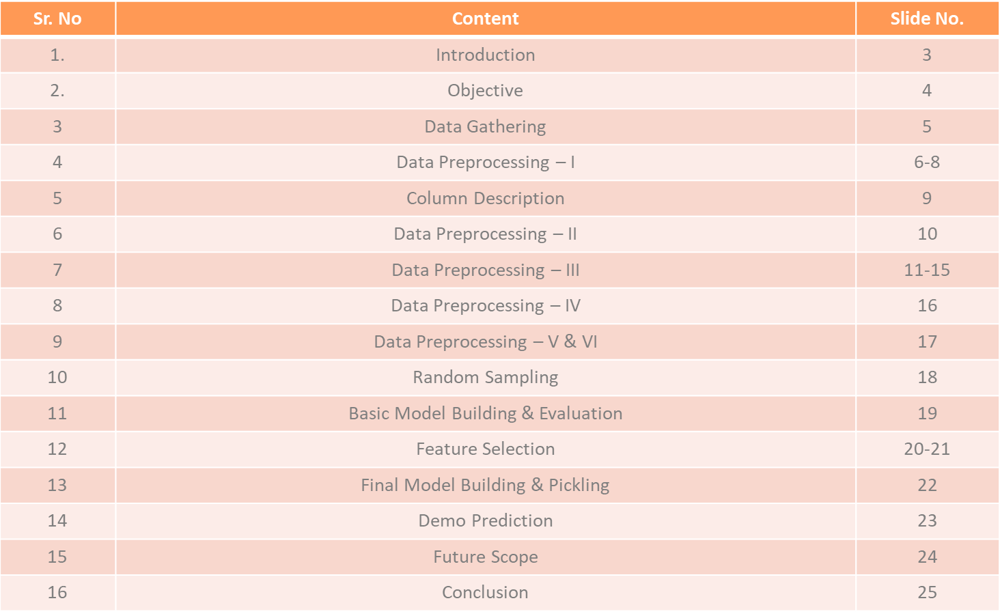 Sr. No Content Slide No.
1. Introduction 3
2. Objective 4
3 Data Gathering 5
4 Data Preprocessing – I 6-8
5 Column Description 9
6 Data Preprocessing – II 10
7 Data Preprocessing – III 11-15
8 Data Preprocessing – IV 16
9 Data Preprocessing – V & VI 17
10 Random Sampling 18
11 Basic Model Building & Evaluation 19
12 Feature Selection 20-21
13 Final Model Building & Pickling 22
14 Demo Prediction 23
15 Future Scope 24
16 Conclusion 25